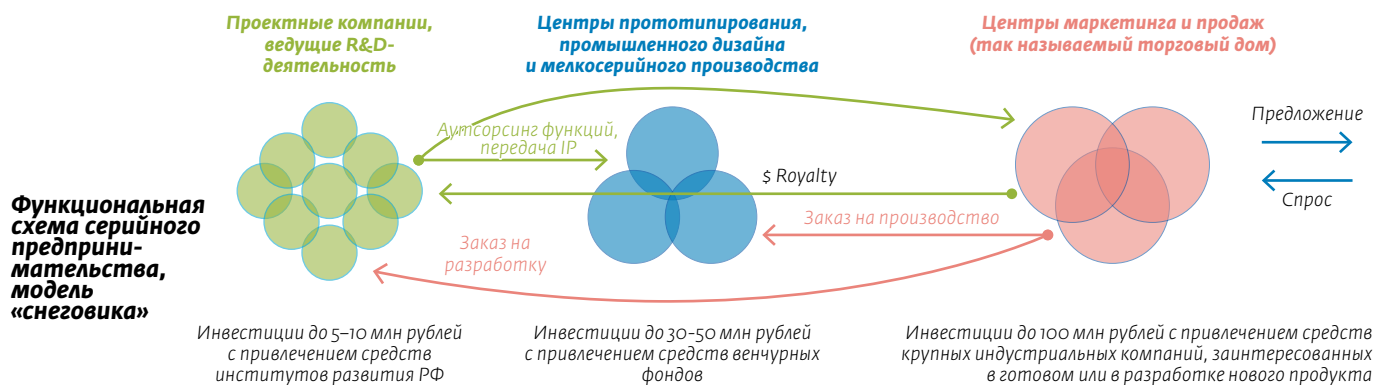 Проектные компании,
ведущие R&D-
деятельность
Центры прототипирования,
промышленного дизайна
и мелкосерийного производства
Центры маркетинга и продаж
(так называемый торговый дом)
Аутсорсинг функций,
передача IP
Предложение
$ Royalty
Спрос
Функциональная
схема серийного
предприни-
мательства,
модель
«снеговика»
Заказ на производство
Заказ на
разработку
Инвестиции до 5–10 млн рублей
с привлечением средств
институтов развития РФ
Инвестиции до 30-50 млн рублей
с привлечением средств венчурных
фондов
Инвестиции до 100 млн рублей с привлечением средств
крупных индустриальных компаний, заинтересованных
в готовом или в разработке нового продукта